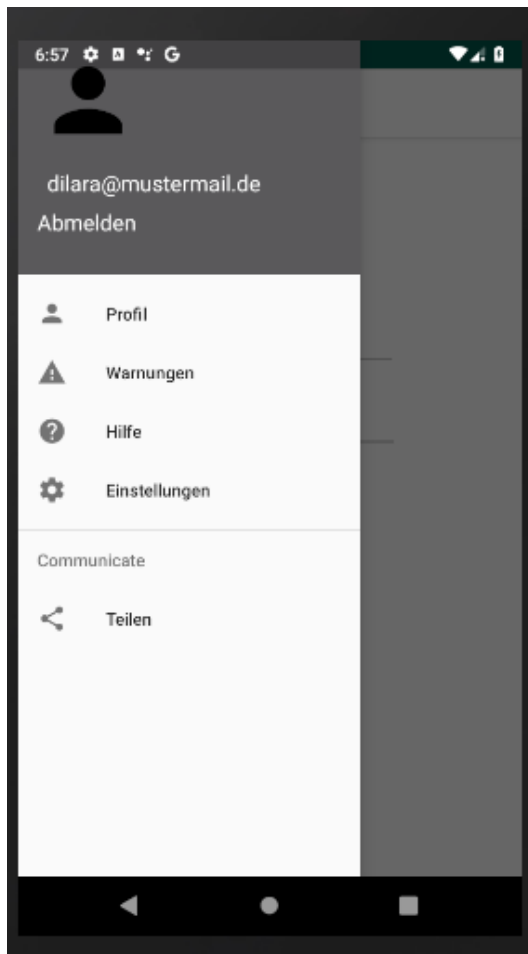 6:57 G
dilara@mustermail.de
Abmelden
Profil
Warnungen
Hilfe
Einstellungen
Communicate
Teilen